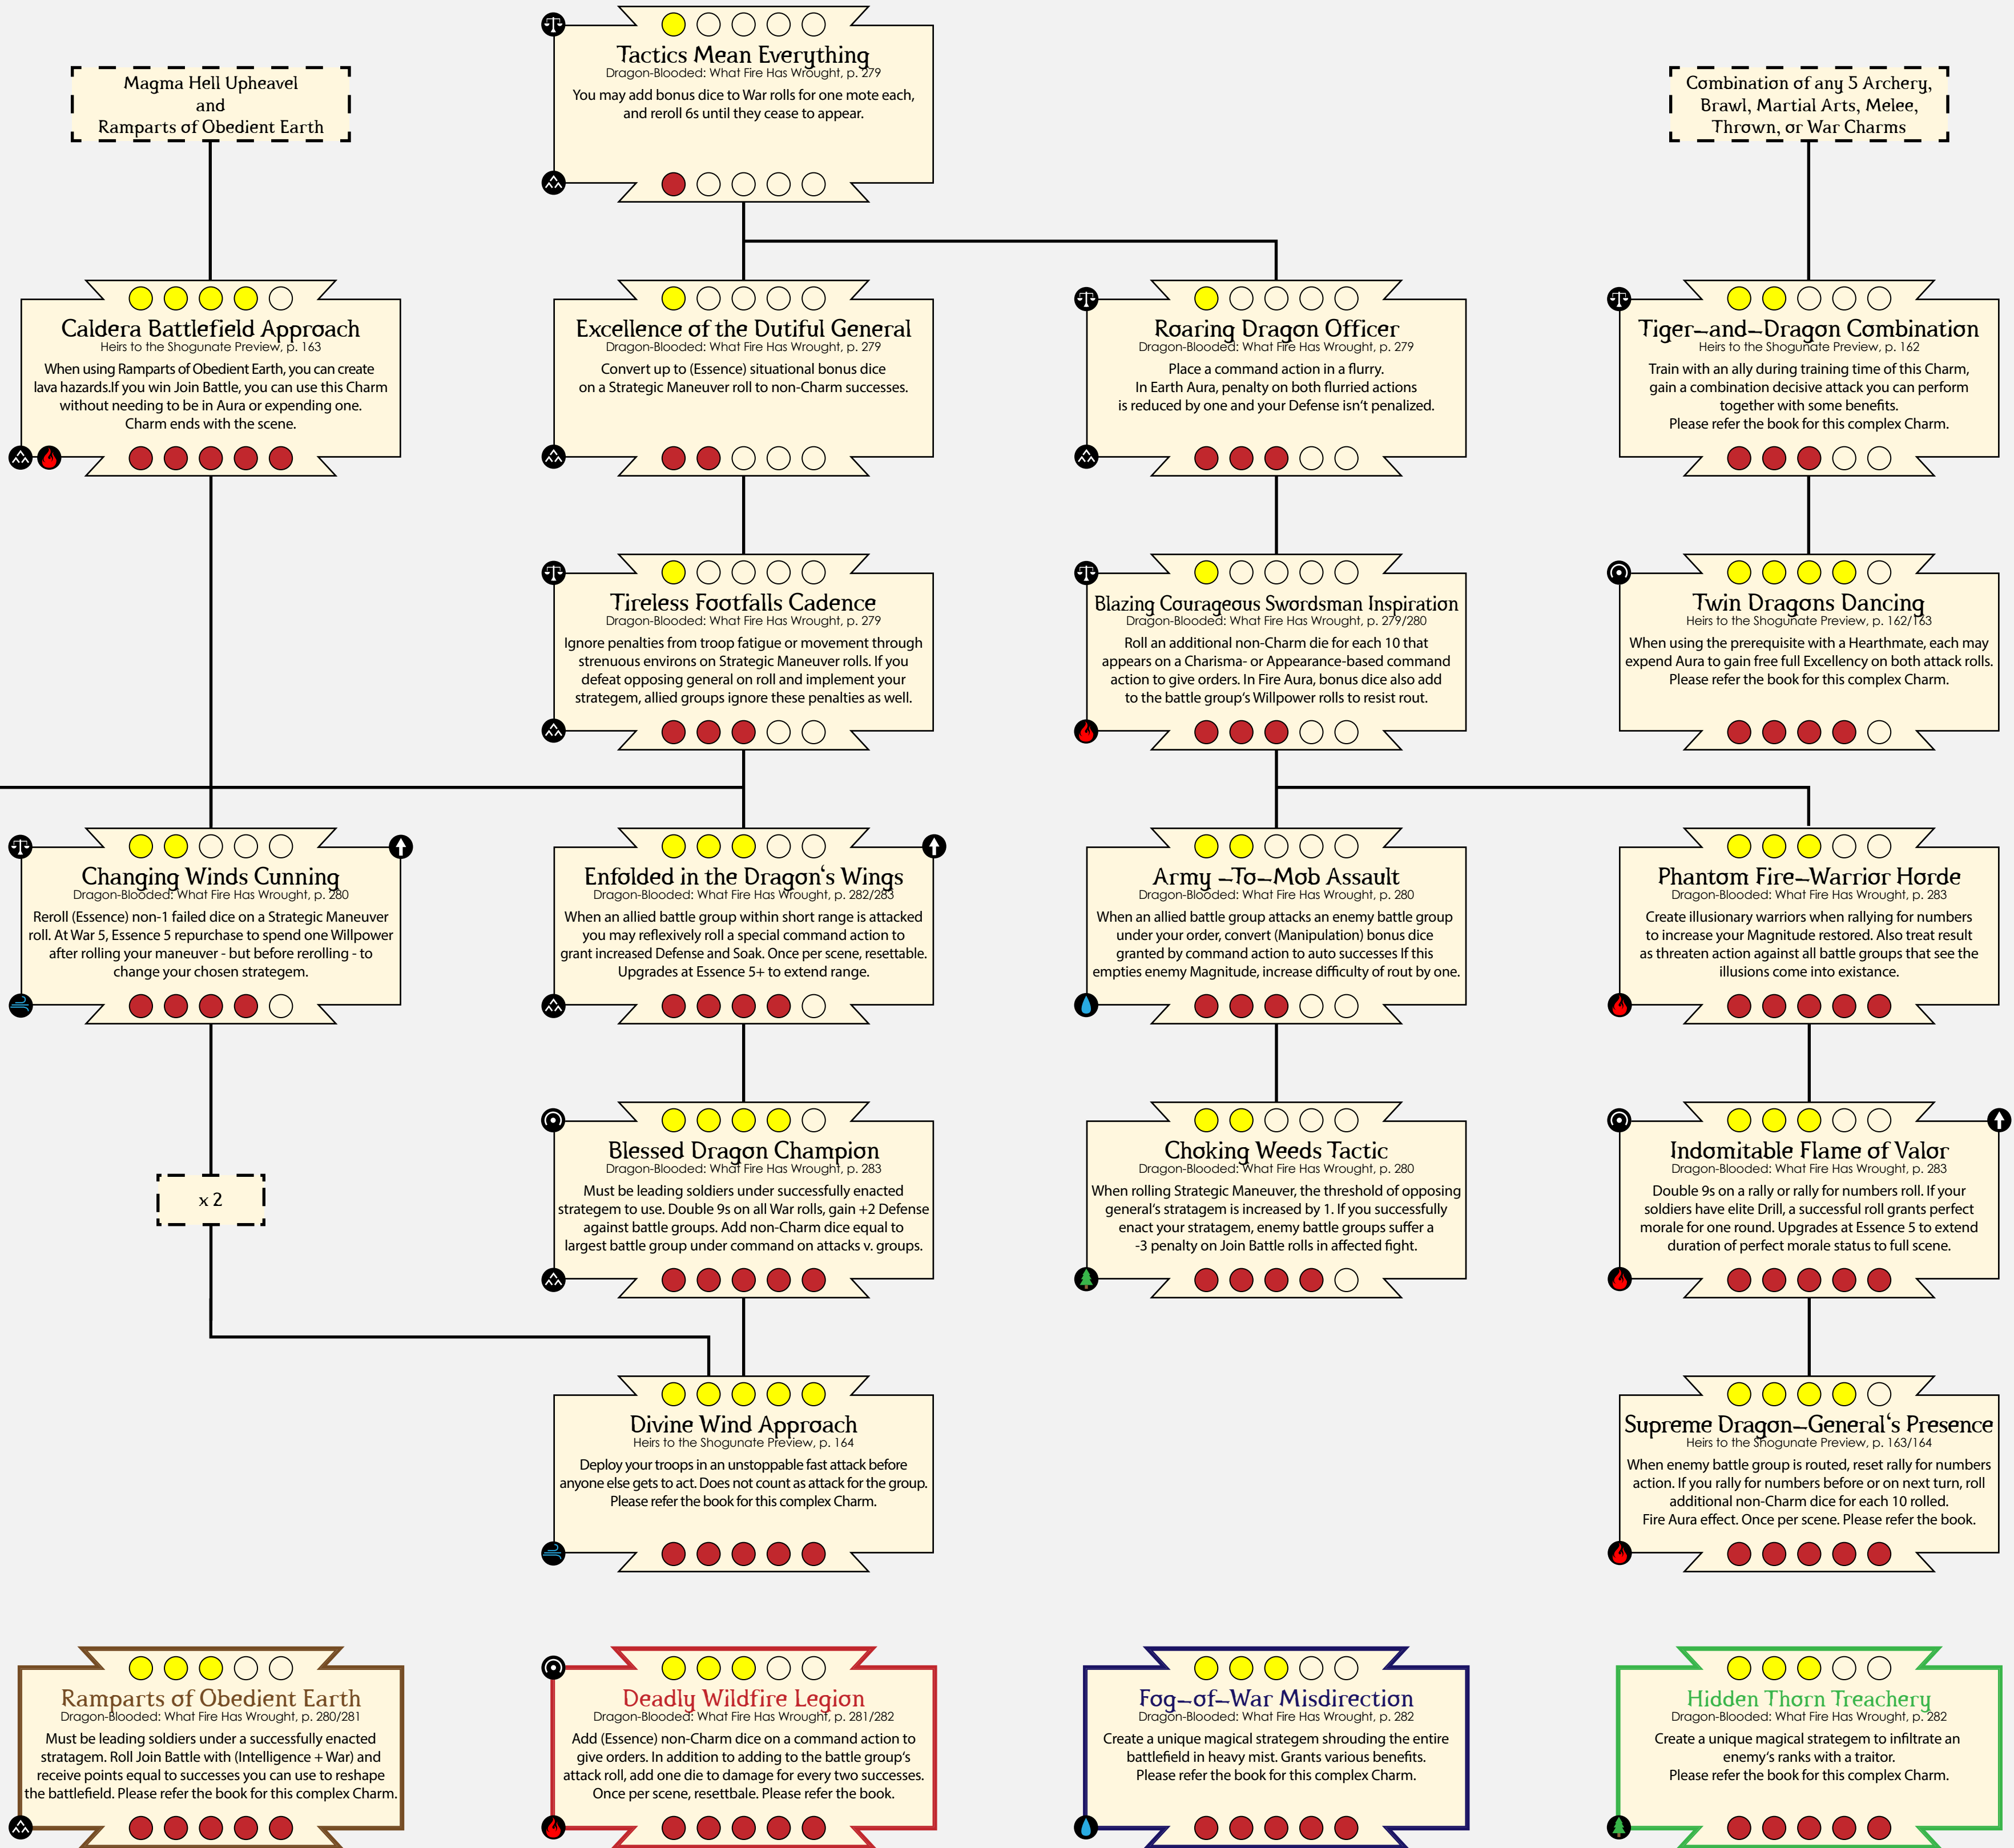 Tactics Mean Everything
Dragon-Blooded: What Fire Has Wrought, p. 279
You may add bonus dice to War rolls for one mote each,
and reroll 6s until they cease to appear.
Magma Hell Upheavel
and
Ramparts of Obedient Earth
Combination of any 5 Archery,
Brawl, Martial Arts, Melee,
Thrown, or War Charms
Caldera Battlefield Approach
Heirs to the Shogunate Preview, p. 163
When using Ramparts of Obedient Earth, you can create
lava hazards.If you win Join Battle, you can use this Charm
without needing to be in Aura or expending one.
Charm ends with the scene.
Excellence of the Dutiful General
Dragon-Blooded: What Fire Has Wrought, p. 279
Convert up to (Essence) situational bonus dice
on a Strategic Maneuver roll to non-Charm successes.
Roaring Dragon Officer
Dragon-Blooded: What Fire Has Wrought, p. 279
Place a command action in a flurry.
In Earth Aura, penalty on both flurried actions
is reduced by one and your Defense isn't penalized.
Tiger-and-Dragon Combination
Heirs to the Shogunate Preview, p. 162
Train with an ally during training time of this Charm,
gain a combination decisive attack you can perform
together with some benefits.
Please refer the book for this complex Charm.
Tireless Footfalls Cadence
Dragon-Blooded: What Fire Has Wrought, p. 279
Ignore penalties from troop fatigue or movement through
strenuous environs on Strategic Maneuver rolls. If you
defeat opposing general on roll and implement your
strategem, allied groups ignore these penalties as well.
Blazing Courageous Swordsman Inspiration
Dragon-Blooded: What Fire Has Wrought, p. 279/280
Roll an additional non-Charm die for each 10 that
appears on a Charisma- or Appearance-based command
action to give orders. In Fire Aura, bonus dice also add
to the battle group's Willpower rolls to resist rout.
Twin Dragons Dancing
Heirs to the Shogunate Preview, p. 162/163
When using the prerequisite with a Hearthmate, each may
expend Aura to gain free full Excellency on both attack rolls.
Please refer the book for this complex Charm.
Changing Winds Cunning
Dragon-Blooded: What Fire Has Wrought, p. 280
Reroll (Essence) non-1 failed dice on a Strategic Maneuver
roll. At War 5, Essence 5 repurchase to spend one Willpower
after rolling your maneuver - but before rerolling - to
change your chosen strategem.
Enfolded in the Dragon's Wings
Dragon-Blooded: What Fire Has Wrought, p. 282/283
When an allied battle group within short range is attacked
you may reflexively roll a special command action to
grant increased Defense and Soak. Once per scene, resettable.
Upgrades at Essence 5+ to extend range.
Army -To-Mob Assault
Dragon-Blooded: What Fire Has Wrought, p. 280
When an allied battle group attacks an enemy battle group
under your order, convert (Manipulation) bonus dice
granted by command action to auto successes If this
empties enemy Magnitude, increase difficulty of rout by one.
Phantom Fire-Warrior Horde
Dragon-Blooded: What Fire Has Wrought, p. 283
Create illusionary warriors when rallying for numbers
to increase your Magnitude restored. Also treat result
as threaten action against all battle groups that see the
illusions come into existance.
Blessed Dragon Champion
Dragon-Blooded: What Fire Has Wrought, p. 283
Must be leading soldiers under successfully enacted
strategem to use. Double 9s on all War rolls, gain +2 Defense
against battle groups. Add non-Charm dice equal to
largest battle group under command on attacks v. groups.
Choking Weeds Tactic
Dragon-Blooded: What Fire Has Wrought, p. 280
When rolling Strategic Maneuver, the threshold of opposing
general's stratagem is increased by 1. If you successfully
enact your stratagem, enemy battle groups suffer a
-3 penalty on Join Battle rolls in affected fight.
Indomitable Flame of Valor
Dragon-Blooded: What Fire Has Wrought, p. 283
Double 9s on a rally or rally for numbers roll. If your
soldiers have elite Drill, a successful roll grants perfect
morale for one round. Upgrades at Essence 5 to extend
duration of perfect morale status to full scene.
x 2
Divine Wind Approach
Heirs to the Shogunate Preview, p. 164
Deploy your troops in an unstoppable fast attack before
anyone else gets to act. Does not count as attack for the group.
Please refer the book for this complex Charm.
Supreme Dragon-General's Presence
Heirs to the Shogunate Preview, p. 163/164
When enemy battle group is routed, reset rally for numbers
action. If you rally for numbers before or on next turn, roll
additional non-Charm dice for each 10 rolled.
Fire Aura effect. Once per scene. Please refer the book.
Ramparts of Obedient Earth
Dragon-Blooded: What Fire Has Wrought, p. 280/281
Must be leading soldiers under a successfully enacted
stratagem. Roll Join Battle with (Intelligence + War) and
receive points equal to successes you can use to reshape
the battlefield. Please refer the book for this complex Charm.
Deadly Wildfire Legion
Dragon-Blooded: What Fire Has Wrought, p. 281/282
Add (Essence) non-Charm dice on a command action to
give orders. In addition to adding to the battle group's
attack roll, add one die to damage for every two successes.
Once per scene, resettbale. Please refer the book.
Fog-of-War Misdirection
Dragon-Blooded: What Fire Has Wrought, p. 282
Create a unique magical strategem shrouding the entire
battlefield in heavy mist. Grants various benefits.
Please refer the book for this complex Charm.
Hidden Thorn Treachery
Dragon-Blooded: What Fire Has Wrought, p. 282
Create a unique magical strategem to infiltrate an
enemy's ranks with a traitor.
Please refer the book for this complex Charm.